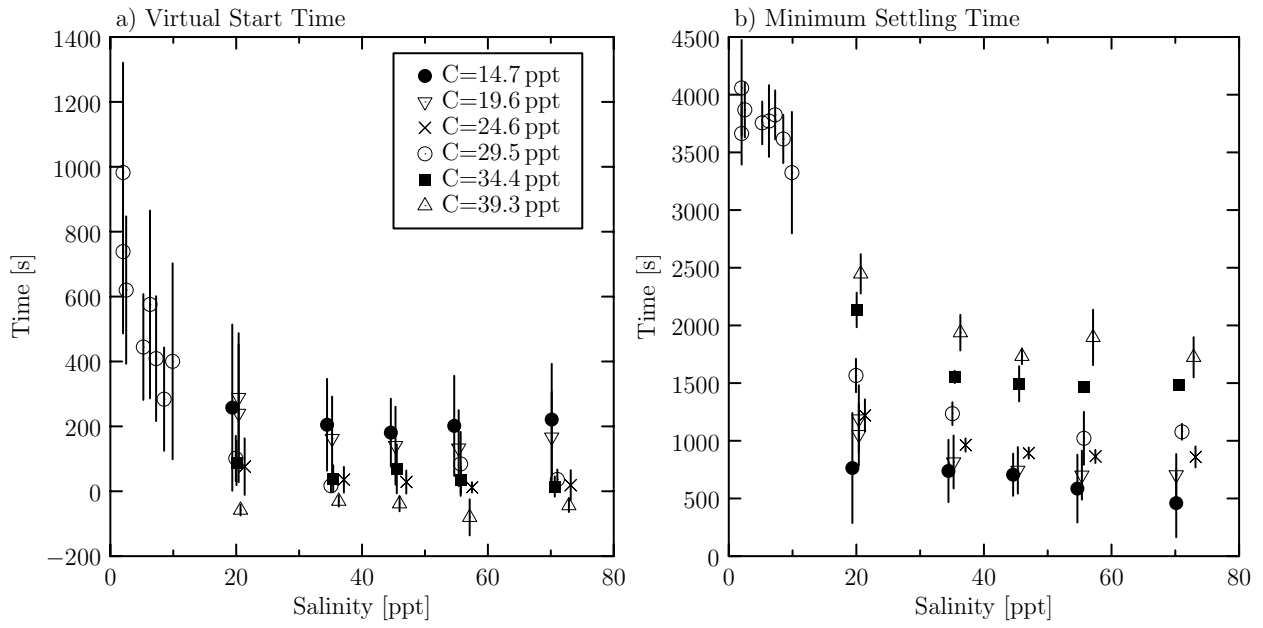 a) Virtual Start Time
1400
1200
1000
800
600
400
200
0
−200
0
20
40
60
80
Time [s]
Salinity [ppt]
C=14.7 ppt
C=19.6 ppt
C=24.6 ppt
C=29.5 ppt
C=34.4 ppt
C=39.3 ppt
b) Minimum Settling Time
4500
4000
3500
3000
2500
2000
1500
1000
500
0
0
20
40
60
80
Time [s]
Salinity [ppt]